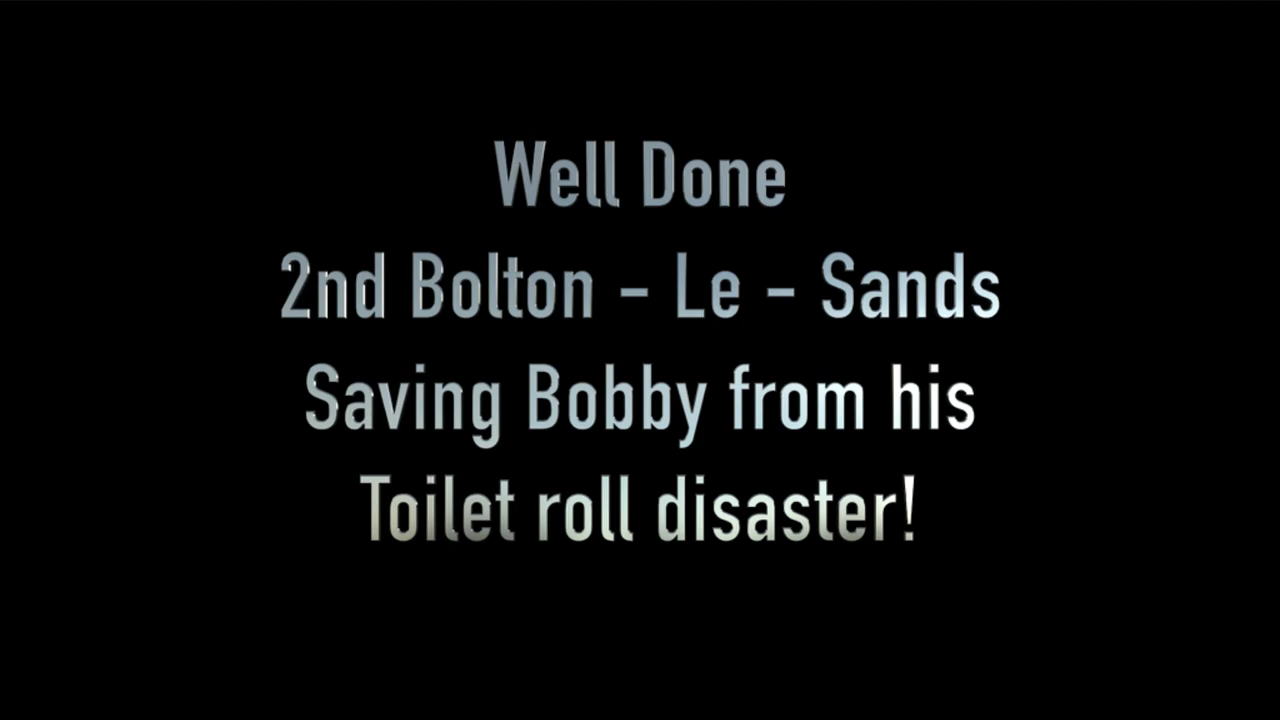 Well Done
2nd Bolton - Le - Sands
Saving Bobby from his
Toilet roll disaster!